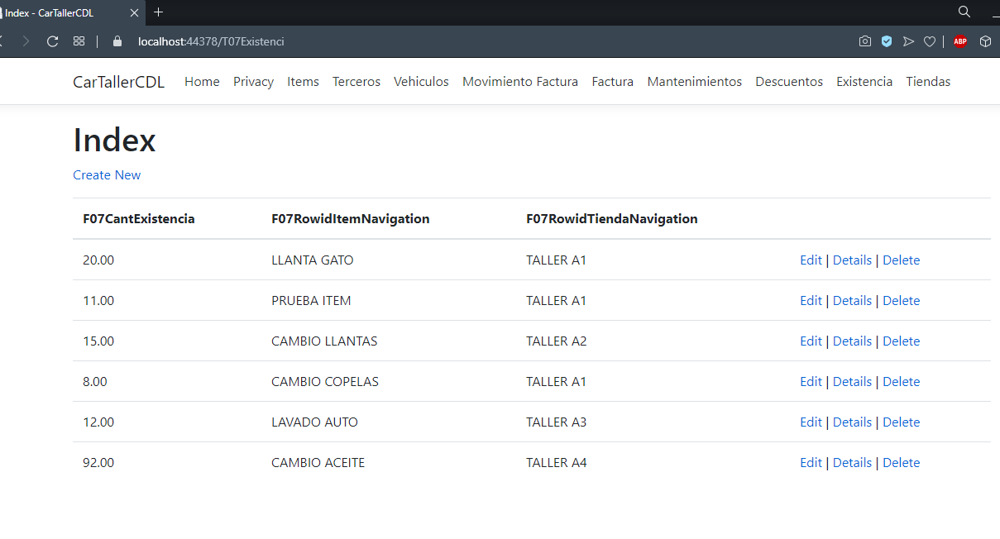 Index - CarTallerCDL
localhost:44378/T07Existenci
ABP
CarTallerCDL Home Privacy Items Terceros Vehiculos Movimiento Factura Factura Mantenimientos Descuentos Existencia Tiendas
Index
Create New
F07CantExistencia F07RowidItemNavigation F07RowidTiendaNavigation
20.00 LLANTA GATO TALLER A1 Edit | Details | Delete
11.00 PRUEBA ITEM TALLER A1 Edit | Details | Delete
15.00 CAMBIO LLANTAS TALLER A2 Edit | Details | Delete
8.00 CAMBIO COPELAS TALLER A1 Edit | Details | Delete
12.00 LAVADO AUTO TALLER A3 Edit | Details | Delete
92.00 CAMBIO ACEITE TALLER A4 Edit | Details | Delete